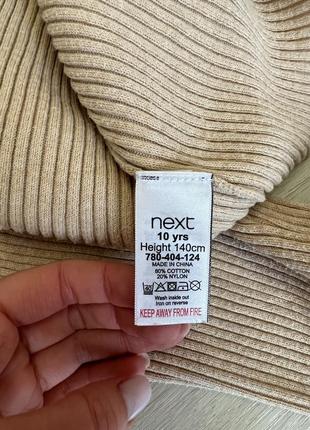 next
10 yrs
Height 140cm
780-404-124
MADE IN CHINA
80% COTTON
20% NYLON
Wash inside out
Iron on reverse
KEEP AWAY FROM FIRE